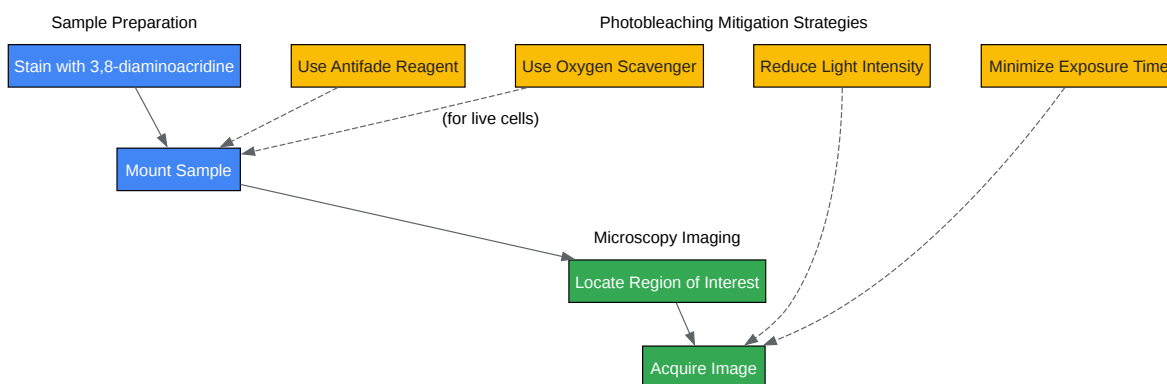 Sample Preparation
Photobleaching Mitigation Strategies
Stain with 3,8-diaminoacridine
Use Antifade Reagent
Use Oxygen Scavenger
Reduce Light Intensity
Minimize Exposure Time
(for live cells)
Mount Sample
Microscopy Imaging
Locate Region of Interest
Acquire Image